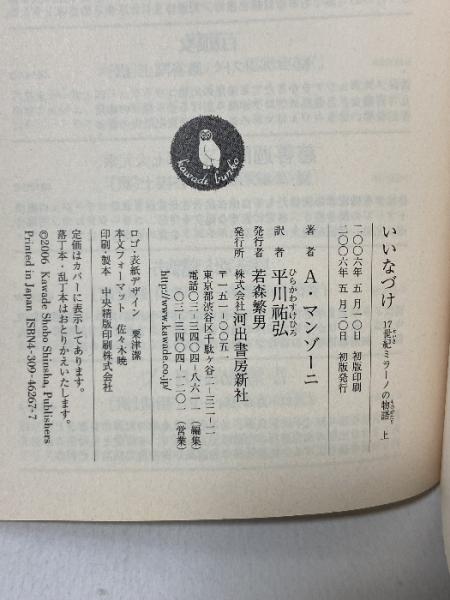 kawade bunko
いいなづけ 17世紀ミラーノの物語 上
二〇〇六年 五月一〇日 初版印刷
二〇〇六年 五月二〇日 初版発行
著者 A・マンゾーニ
訳者 平川祐弘
ひらかわすけひろ
発行者 若森繁男
発行所 株式会社河出書房新社
〒一五一-〇〇五一
東京都渋谷区千駄ヶ谷二-三二-二
電話〇三-三四〇四-八六一一(編集)
〇三-三四〇四-一二〇一(営業)
http://www.kawade.co.jp/
ロゴ・表紙デザイン 粟津潔
本文フォーマット 佐々木暁
印刷・製本 中央精版印刷株式会社
定価はカバーに表示してあります。
落丁本・乱丁本はおとりかえいたします。
©2006 Kawade Shobo Shinsha, Publishers
Printed in Japan ISBN4-309-46267-7